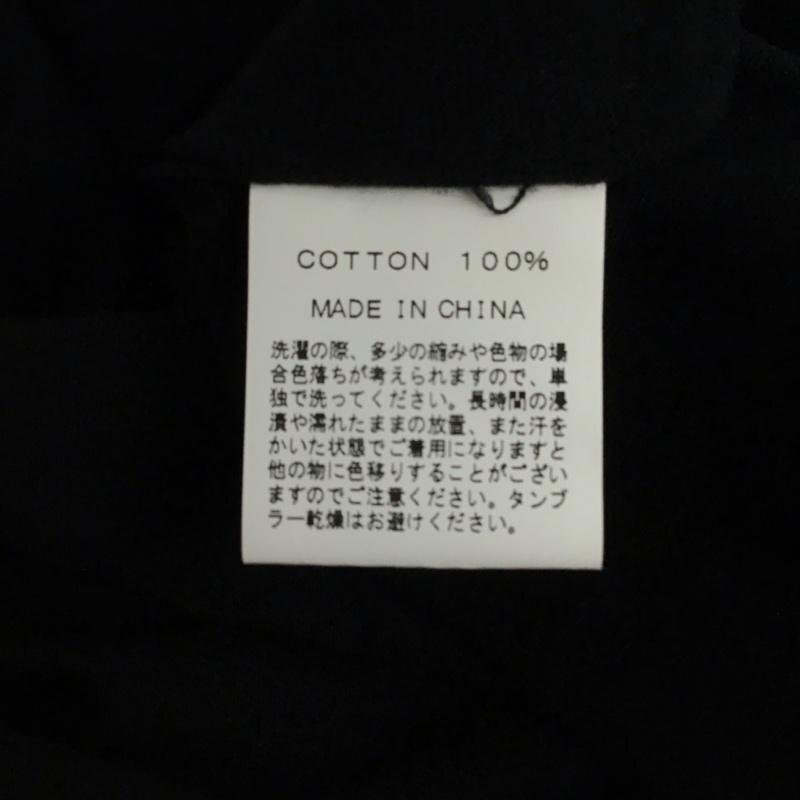 COTTON 100%
MADE IN CHINA
洗濯の際、多少の縮みや色物の場
合色落ちが考えられますので、単
独で洗ってください。長時間の浸
漬や濡れたままの放置、また汗を
かいた状態でご着用になりますと
他の物に色移りすることがござい
ますのでご注意ください。タンブ
ラー乾燥はお避けください。